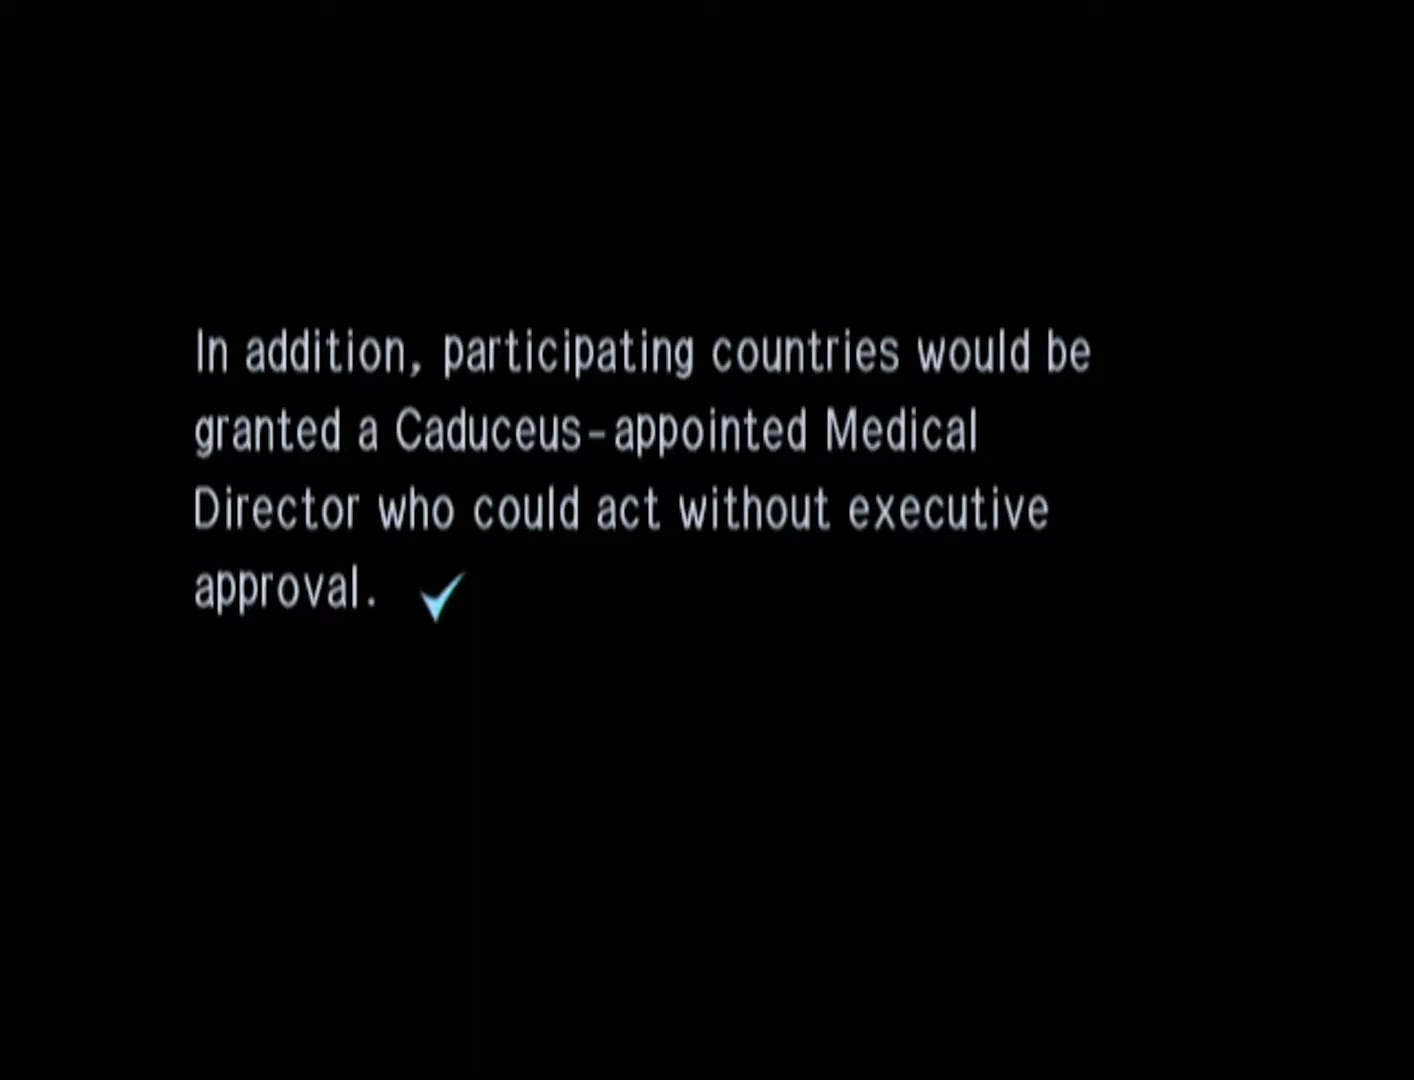 In addition, participating countries would be
granted a Caduceus-appointed Medical
Director who could act without executive
approval.